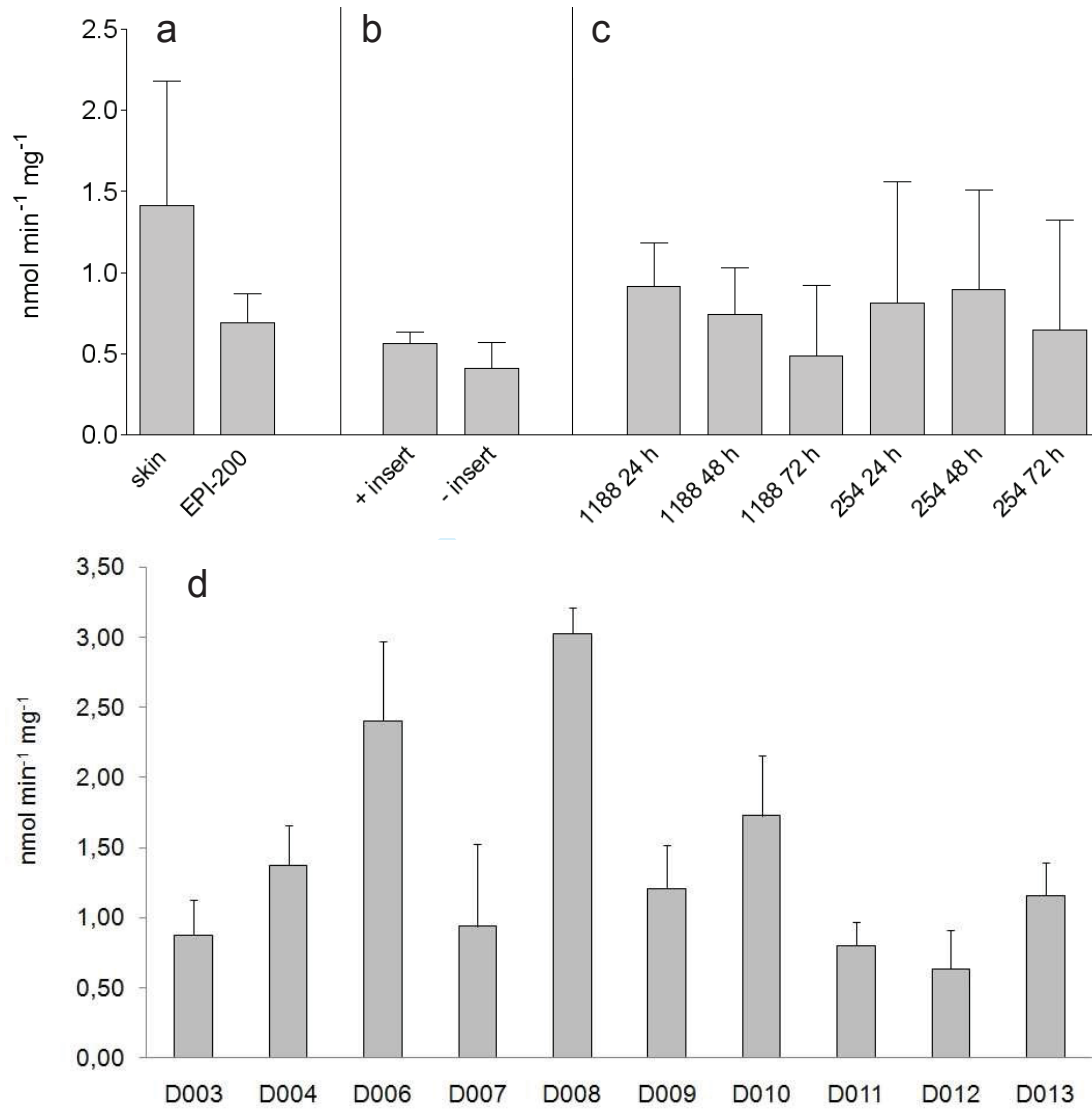 a
b
c
nmol min-1 mg-1
2.5
2.0
1.5
1.0
0.5
0.0
skin
EPI-200
+ insert
- insert
1188 24 h
1188 48 h
1188 72 h
254 24 h
254 48 h
254 72 h
d
nmol min-1 mg-1
3,50
3,00
2,50
2,00
1,50
1,00
0,50
0,00
D003 D004 D006 D007 D008 D009 D010 D011 D012 D013